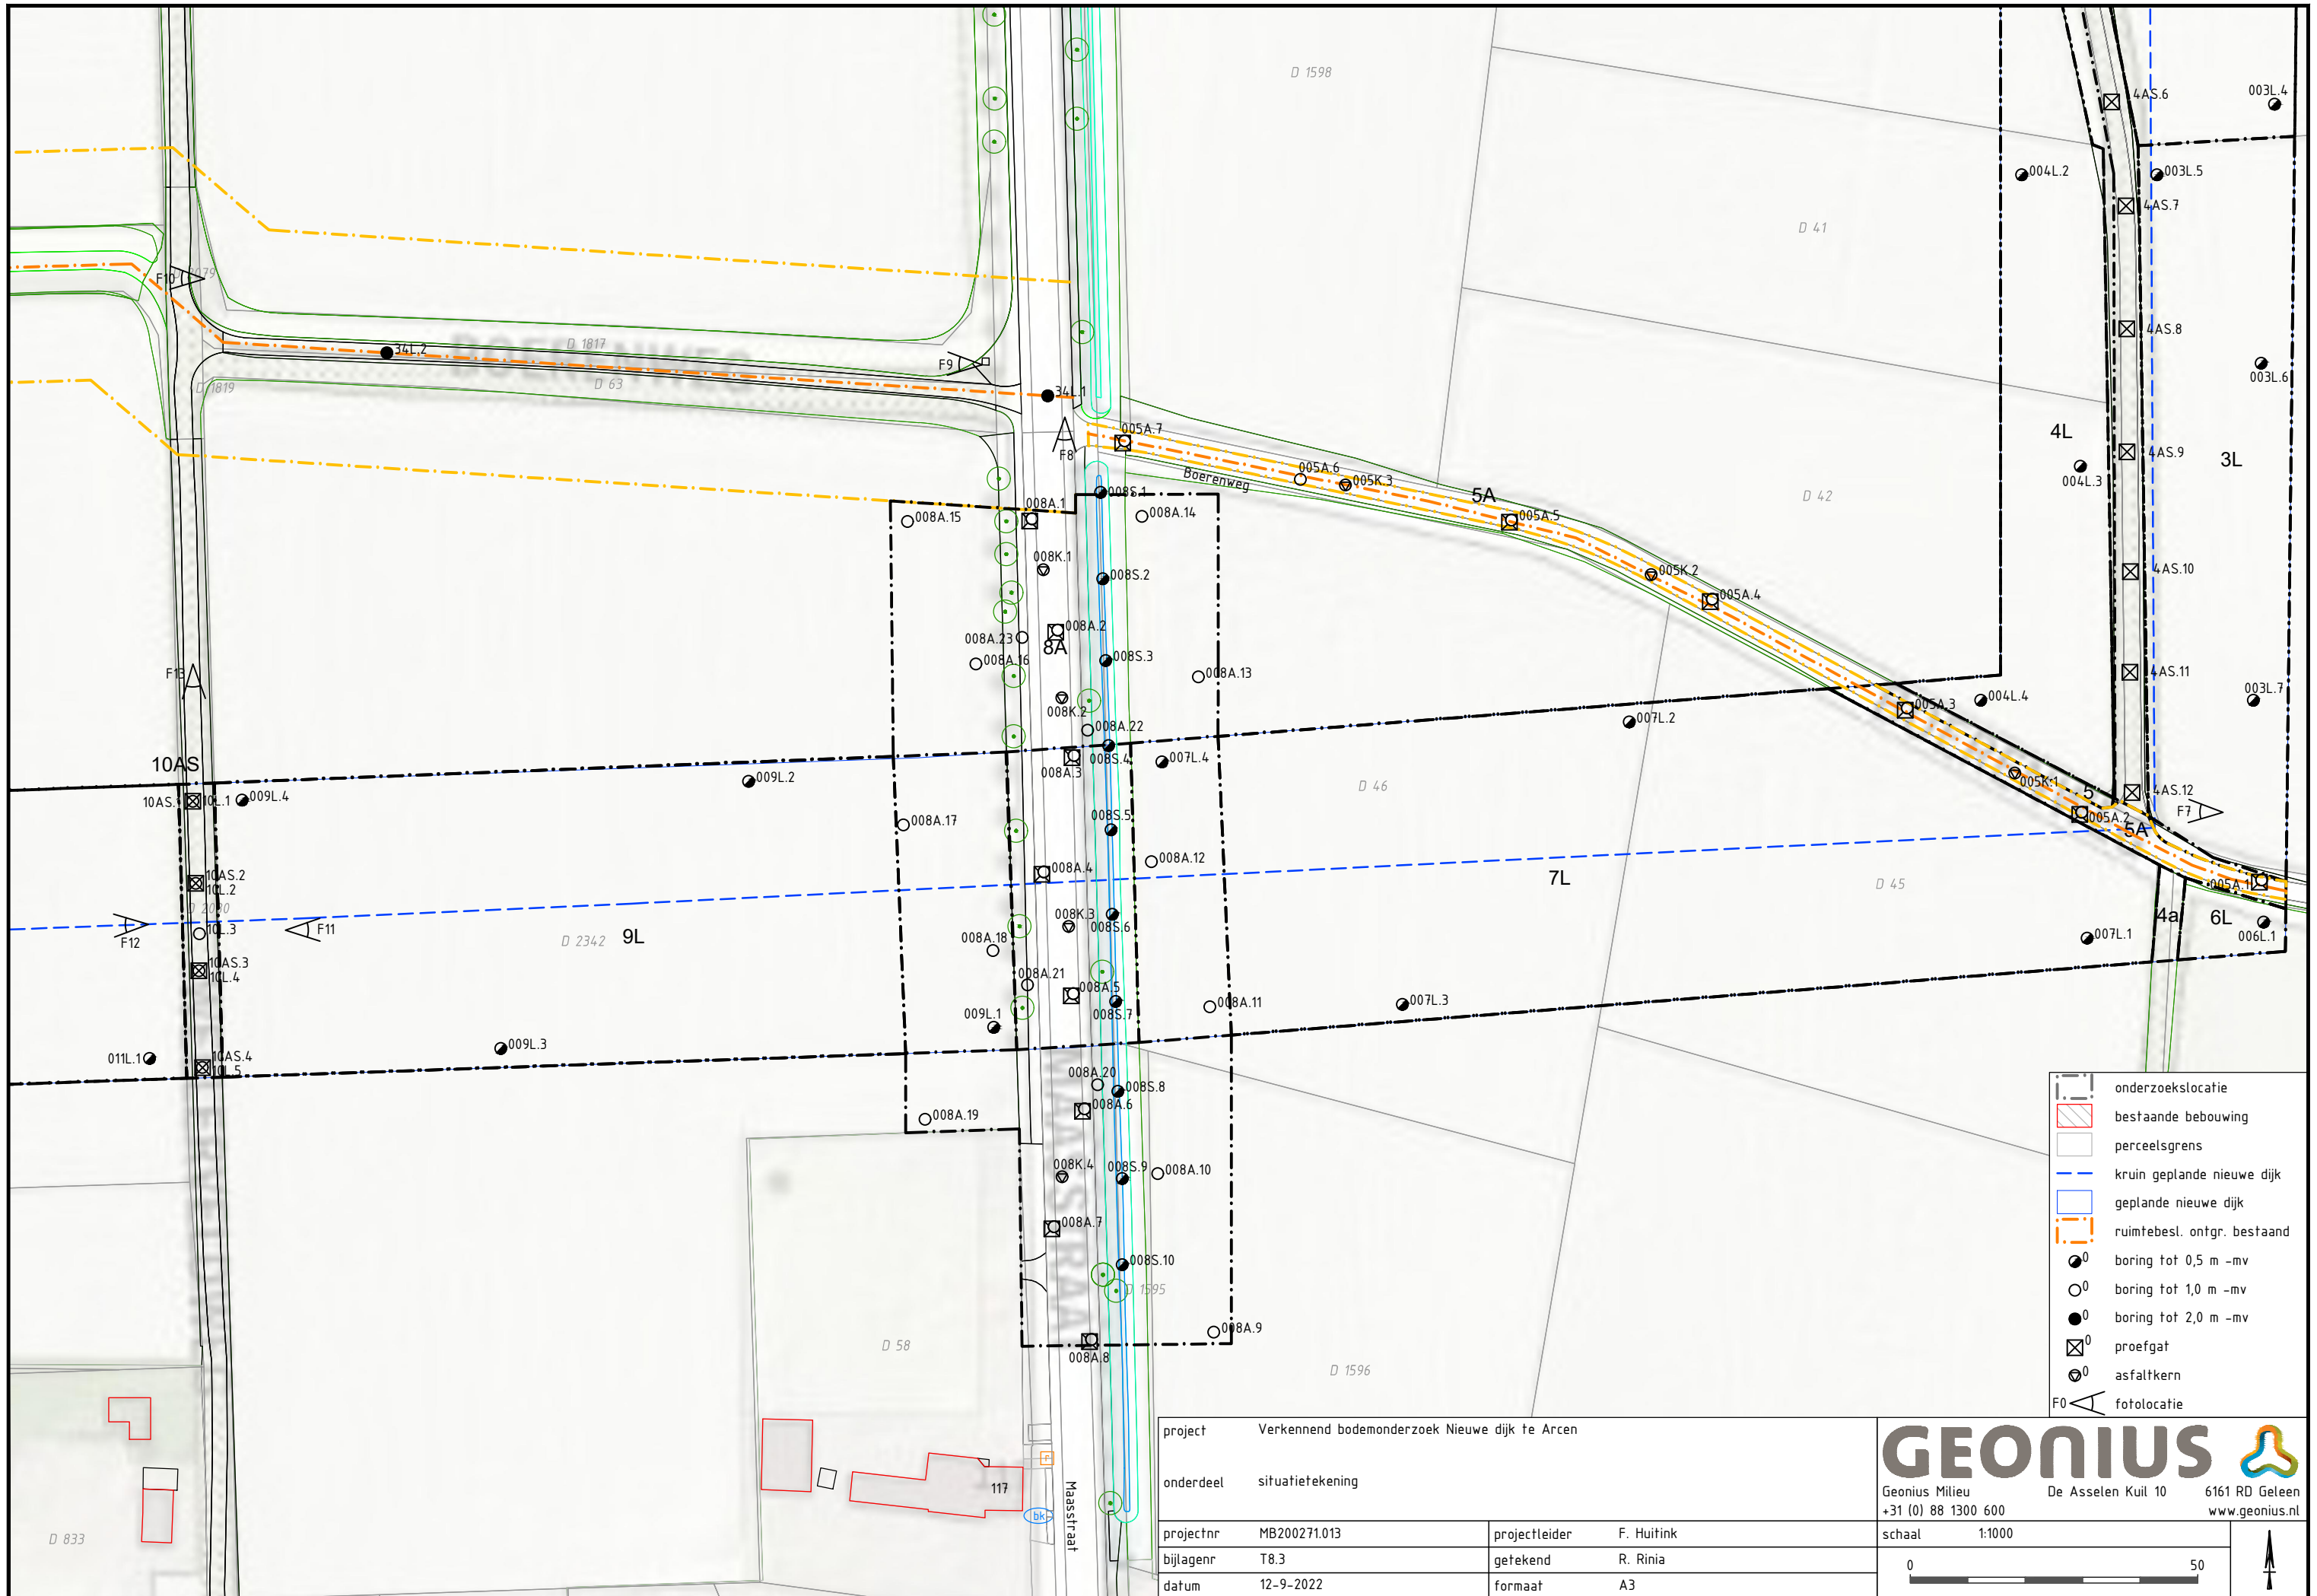 D 1598
4AS.6
003L.4
004L.2
003L.5
4AS.7
D 41
F10
4AS.8
34L.2
D 1817
BOERENWEG
F9
003L.6
D 1819
D 63
34L.1
005A.7
F8
4L
4AS.9
3L
005A.6
005K.3
Boerenweg
5A
004L.3
D 42
008S.1
008A.1
008A.15
008A.14
005A.5
008K.1
008S.2
005K.2
4AS.10
005A.4
008A.2
008A.23
8A
008A.16
008S.3
F13
008A.13
4AS.11
003L.7
004L.4
005A.3
008K.2
007L.2
008A.22
10AS
008A.3
008S.4
007L.4
009L.2
005K.1
D 46
4AS.12
10L.1
009L.4
5
F7
008A.17
008S.5
005A.2
5A
008A.12
008A.4
10AS.2
10L.2
7L
D 45
005A.1
D 2020
008K.3
4a
6L
F12
10L.3
F11
D 2342
9L
008A.18
008S.6
007L.1
006L.1
10AS.3
10L.4
008A.21
008A.5
008S.7
008A.11
007L.3
009L.1
011L.1
009L.3
10AS.4
10L.5
008A.20
008S.8
008A.6
008A.19
008K.4
008S.9
008A.10
008A.7
008S.10
D 1595
008A.9
008A.8
D 58
D 1596
117
bk
Maasstraat
D 833
onderzoekslocatie
bestaande bebouwing
perceelsgrens
kruin geplande nieuwe dijk
geplande nieuwe dijk
ruimtebesl. ontgr. bestaand
0 boring tot 0,5 m -mv
0 boring tot 1,0 m -mv
0 boring tot 2,0 m -mv
0 proefgat
0 asfaltkern
F0 fotolocatie
project Verkennend bodemonderzoek Nieuwe dijk te Arcen
onderdeel situatietekening
projectnr MB200271.013 projectleider F. Huitink
bijlagenr T8.3 getekend R. Rinia
datum 12-9-2022 formaat A3
GEONIUS
Geonius Milieu De Asselen Kuil 10 6161 RD Geleen
+31 (0) 88 1300 600 www.geonius.nl
schaal 1:1000
0 50